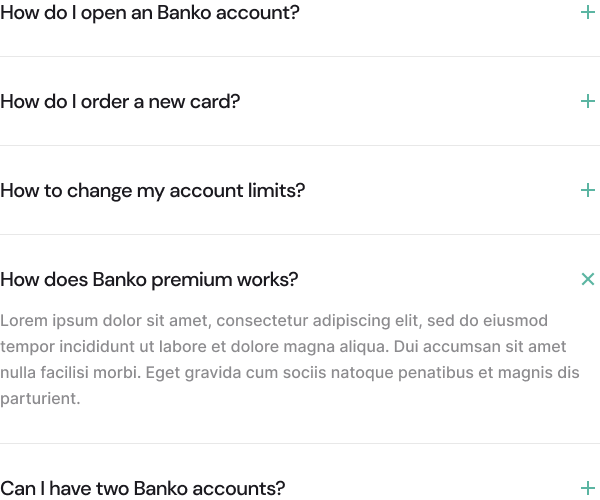 How do I open an Banko account?
How do I order a new card?
How to change my account limits?
How does Banko premium works?
Lorem ipsum dolor sit amet, consectetur adipiscing elit, sed do eiusmod
tempor incididunt ut labore et dolore magna aliqua. Dui accumsan sit amet
nulla facilisi morbi. Eget gravida cum sociis natoque penatibus et magnis dis
parturient.
Can I have two Banko accounts?